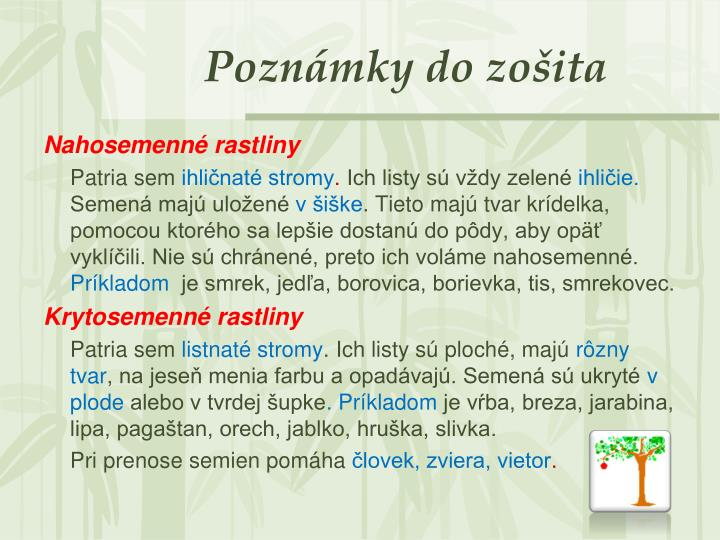 Poznámky do zošita
Nahosemenné rastliny
Patria sem ihličnaté stromy. Ich listy sú vždy zelené ihličie.
Semená majú uložené v šiške. Tieto majú tvar krídelka,
pomocou ktorého sa lepšie dostanú do pôdy, aby opäť
vyklíčili. Nie sú chránené, preto ich voláme nahosemenné.
Príkladom je smrek, jedľa, borovica, borievka, tis, smrekovec.
Krytosemenné rastliny
Patria sem listnaté stromy. Ich listy sú ploché, majú rôzny
tvar, na jeseň menia farbu a opadávajú. Semená sú ukryté v
plode alebo v tvrdej šupke. Príkladom je vŕba, breza, jarabina,
lipa, pagaštan, orech, jablko, hruška, slivka.
Pri prenose semien pomáha človek, zviera, vietor.